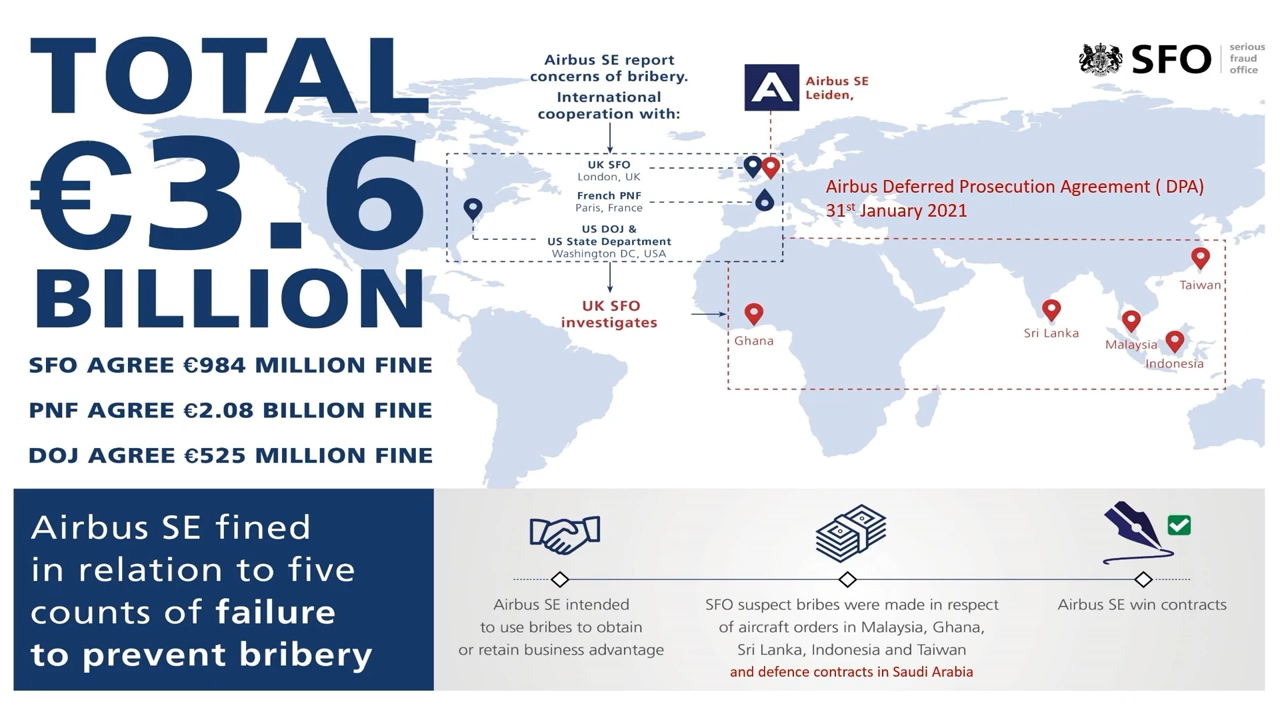 TOTAL
€3.6
BILLION
SFO AGREE €984 MILLION FINE
PNF AGREE €2.08 BILLION FINE
DOJ AGREE €525 MILLION FINE
Airbus SE report
concerns of bribery.
International
cooperation with:
UK SFO
London, UK
French PNF
Paris, France
US DOJ &
US State Department
Washington DC, USA
UK SFO
investigates
Airbus SE
Leiden,
SFO
serious
fraud
office
Airbus Deferred Prosecution Agreement ( DPA)
31st January 2021
Taiwan
Sri Lanka
Malaysia
Indonesia
Ghana
Airbus SE fined
in relation to five
counts of failure
to prevent bribery
Airbus SE intended
to use bribes to obtain
or retain business advantage
SFO suspect bribes were made in respect
of aircraft orders in Malaysia, Ghana,
Sri Lanka, Indonesia and Taiwan
and defence contracts in Saudi Arabia
Airbus SE win contracts